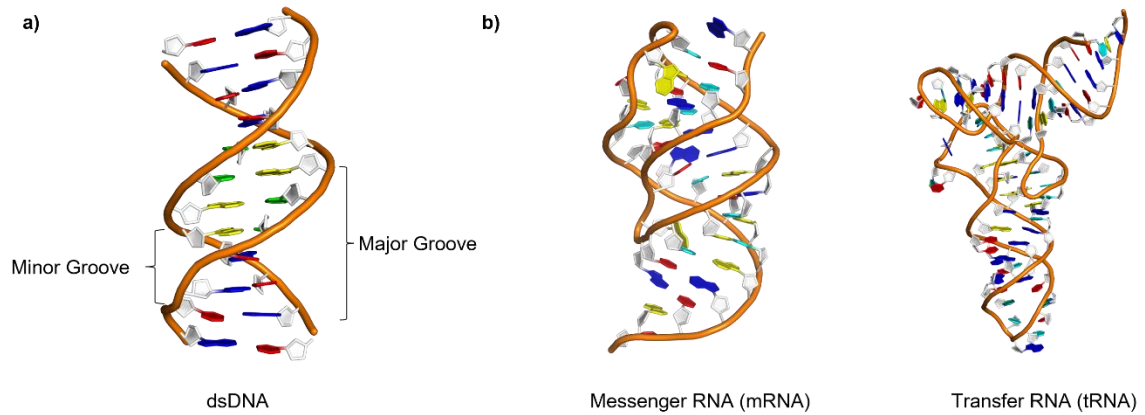 a)
b)
Minor Groove
Major Groove
dsDNA
Messenger RNA (mRNA)
Transfer RNA (tRNA)